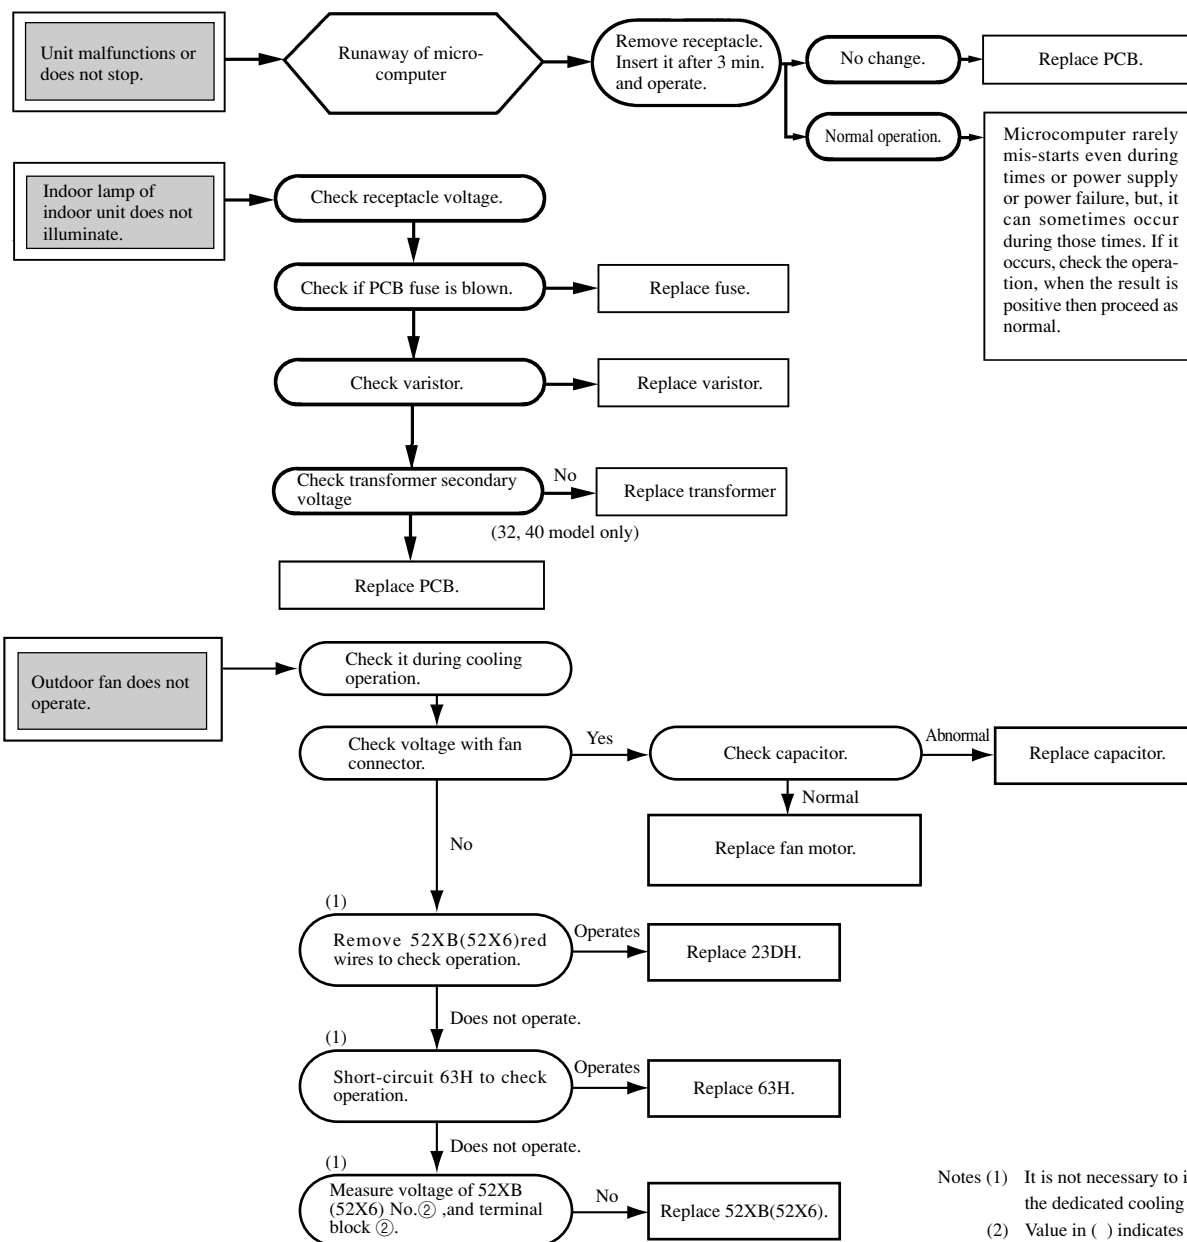 Unit malfunctions or
does not stop.
Runaway of micro-
computer
Remove receptacle.
Insert it after 3 min.
and operate.
No change.
Replace PCB.
Normal operation.
Microcomputer rarely
mis-starts even during
times or power supply
or power failure, but, it
can sometimes occur
during those times. If it
occurs, check the opera-
tion, when the result is
positive then proceed as
normal.
Indoor lamp of
indoor unit does not
illuminate.
Check receptacle voltage.
Check if PCB fuse is blown.
Replace fuse.
Check varistor.
Replace varistor.
Check transformer secondary
voltage
No
Replace transformer
(32, 40 model only)
Replace PCB.
Outdoor fan does not
operate.
Check it during cooling
operation.
Check voltage with fan
connector.
Yes
Check capacitor.
Abnormal
Replace capacitor.
Normal
Replace fan motor.
No
(1)
Remove 52XB(52X6)red
wires to check operation.
Operates
Replace 23DH.
Does not operate.
(1)
Short-circuit 63H to check
operation.
Operates
Replace 63H.
Does not operate.
(1)
Measure voltage of 52XB
(52X6) No.② ,and terminal
block ②.
No
Replace 52XB(52X6).
Notes (1) It is not necessary to i
the dedicated cooling
(2) Value in ( ) indicates